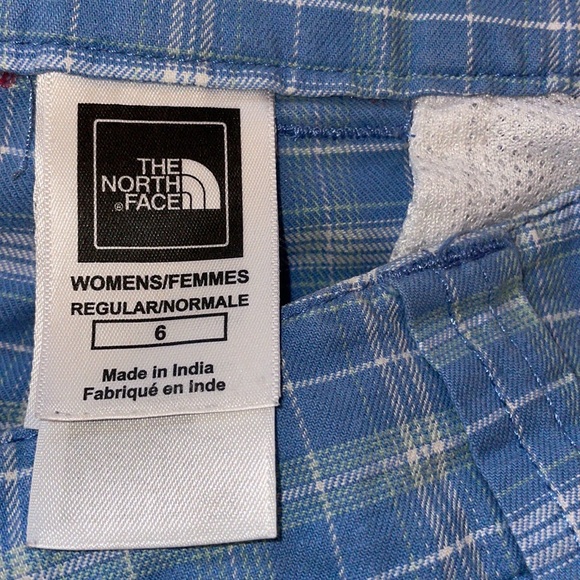 THE
NORTH
®FACE
WOMENS/FEMMES
REGULAR/NORMALE
6
Made in India
Fabriqué en inde